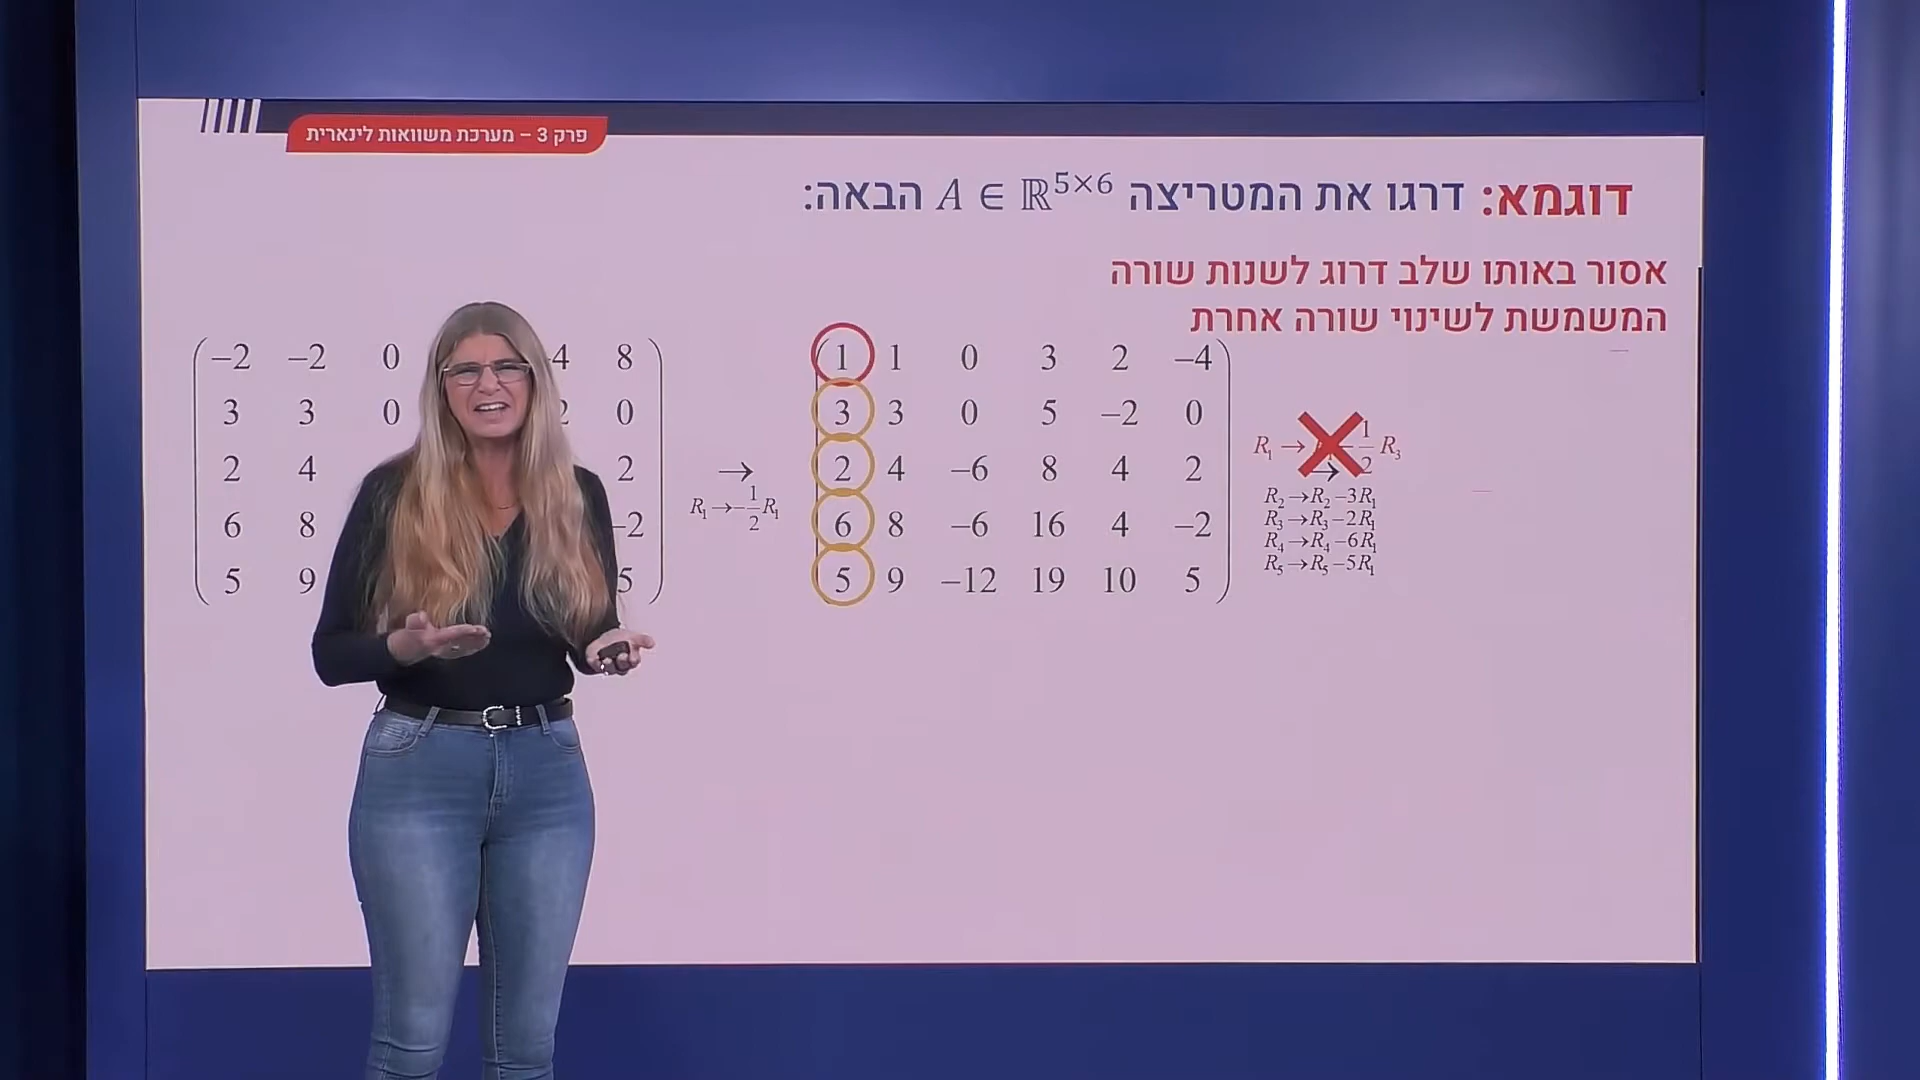 פרק 3 – מערכת משוואות לינארית
דוגמא: דרגו את המטריצה A ∈ ℝ^{5×6} הבאה:
אסור באותו שלב דרוג לשנות שורה
המשמשת לשינוי שורה אחרת
−2 −2 0 4 8
3 3 0 2 0
2 4 2
6 8 −2
5 9 5
→
R₁→−1/2R₁
1 1 0 3 2 −4
3 3 0 5 −2 0
2 4 −6 8 4 2
6 8 −6 16 4 −2
5 9 −12 19 10 5
R₁ → 1/2 R₃
→
R₂→R₂−3R₁
R₃→R₃−2R₁
R₄→R₄−6R₁
R₅→R₅−5R₁